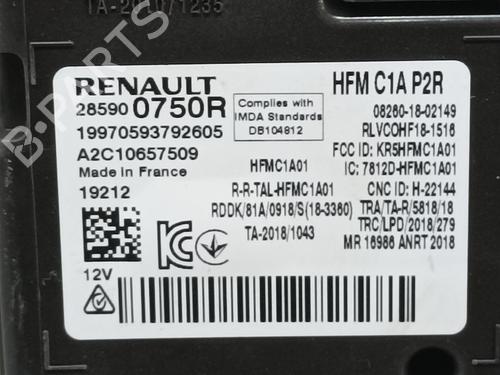 TA-2010/1235
RENAULT
HFM C1A P2R
28590 0750R
Complies with
IMDA Standards
DB104812
08260-18-02149
19970593792605
RLVCOHF18-1516
A2C10657509
HFMC1A01
FCC ID: KR5HFMC1A01
Made in France
R-R-TAL-HFMC1A01
IC: 7812D-HFMC1A01
19212
RDDK/81A/0918/S(18-3360)
CNC ID: H-22144
TA-2018/1043
TRA/TA-R/5818/18
TRC/LPD/2018/279
MR 16986 ANRT 2018
12V